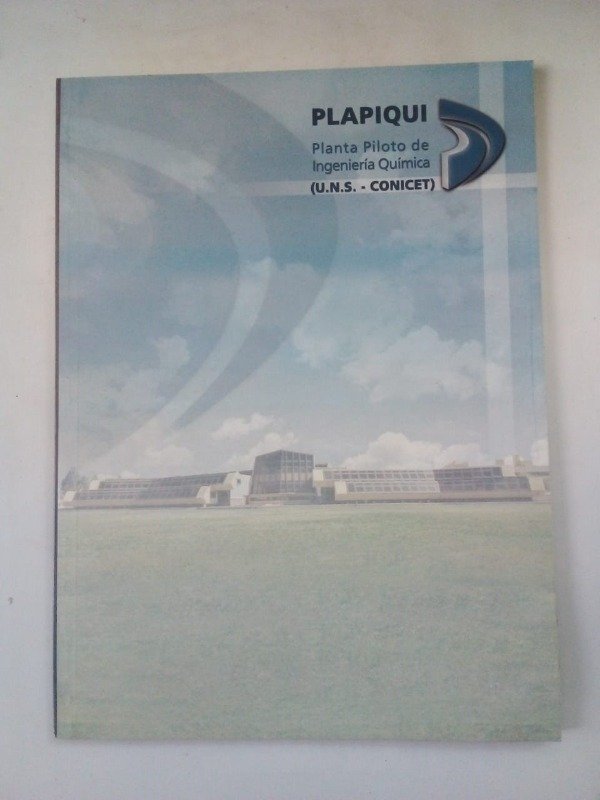 PLAPIQUI
Planta Piloto de
Ingeniería Química
(U.N.S. - CONICET)